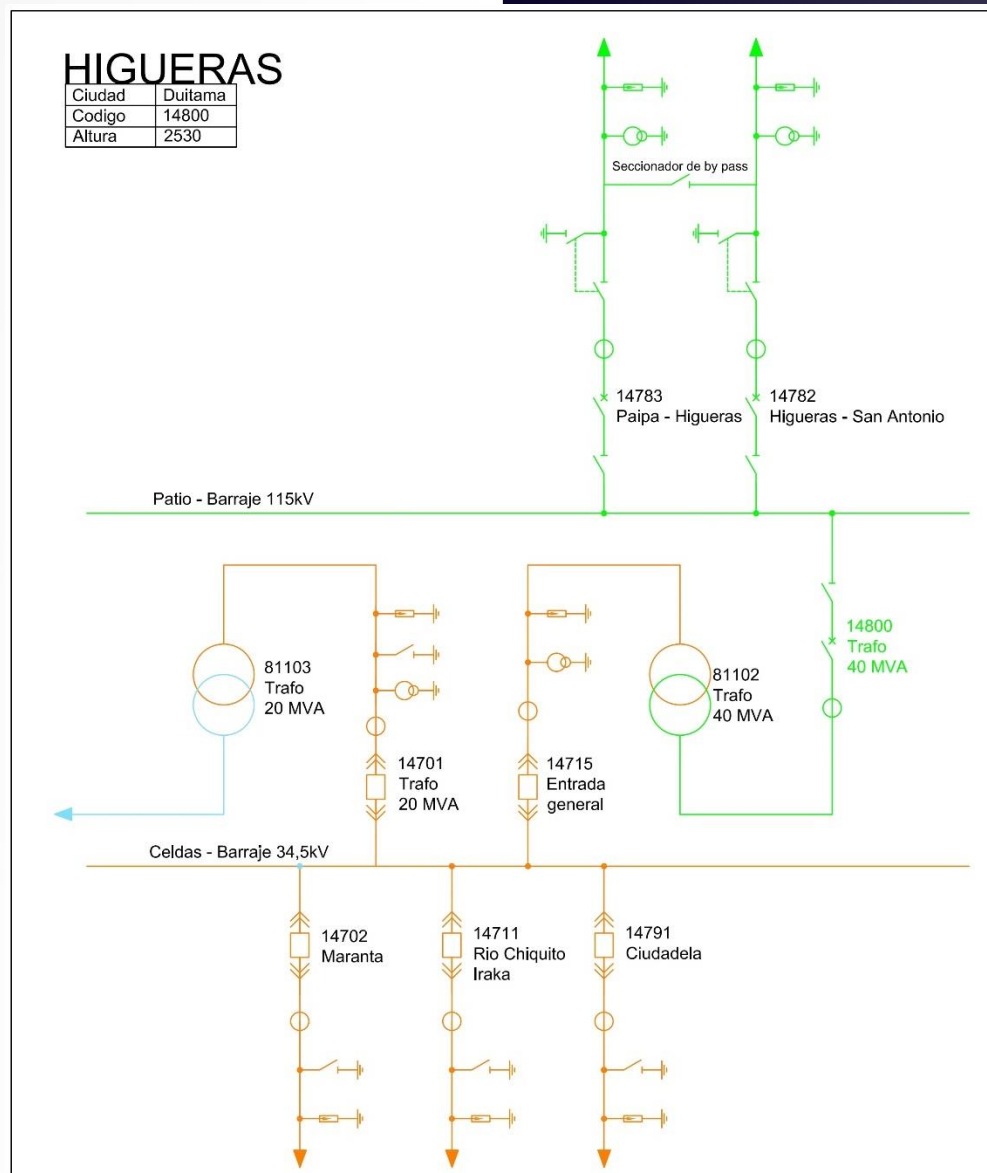 HIGUERAS
Ciudad Duitama
Codigo 14800
Altura 2530
Seccionador de by pass
14783
Paipa - Higueras
14782
Higueras - San Antonio
Patio - Barraje 115kV
14800
Trafo
40 MVA
81103
Trafo
20 MVA
81102
Trafo
40 MVA
14701
Trafo
20 MVA
14715
Entrada
general
Celdas - Barraje 34,5kV
14702
Maranta
14711
Rio Chiquito
Iraka
14791
Ciudadela